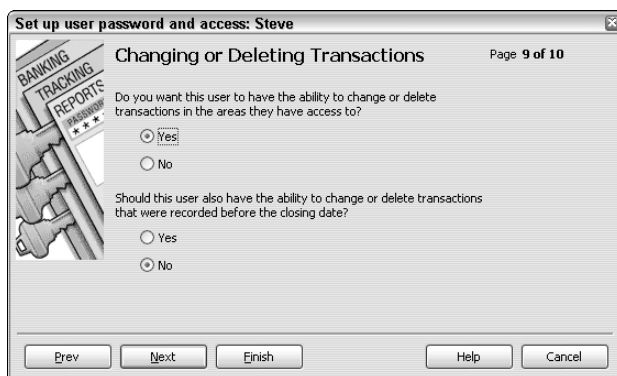 Set up user password and access: Steve
BANKING
TRACKING
REPORTS
PASSWORD
* * * *
Changing or Deleting Transactions
Page 9 of 10
Do you want this user to have the ability to change or delete
transactions in the areas they have access to?
Yes
No
Should this user also have the ability to change or delete transactions
that were recorded before the closing date?
Yes
No
Prev
Next
Finish
Help
Cancel